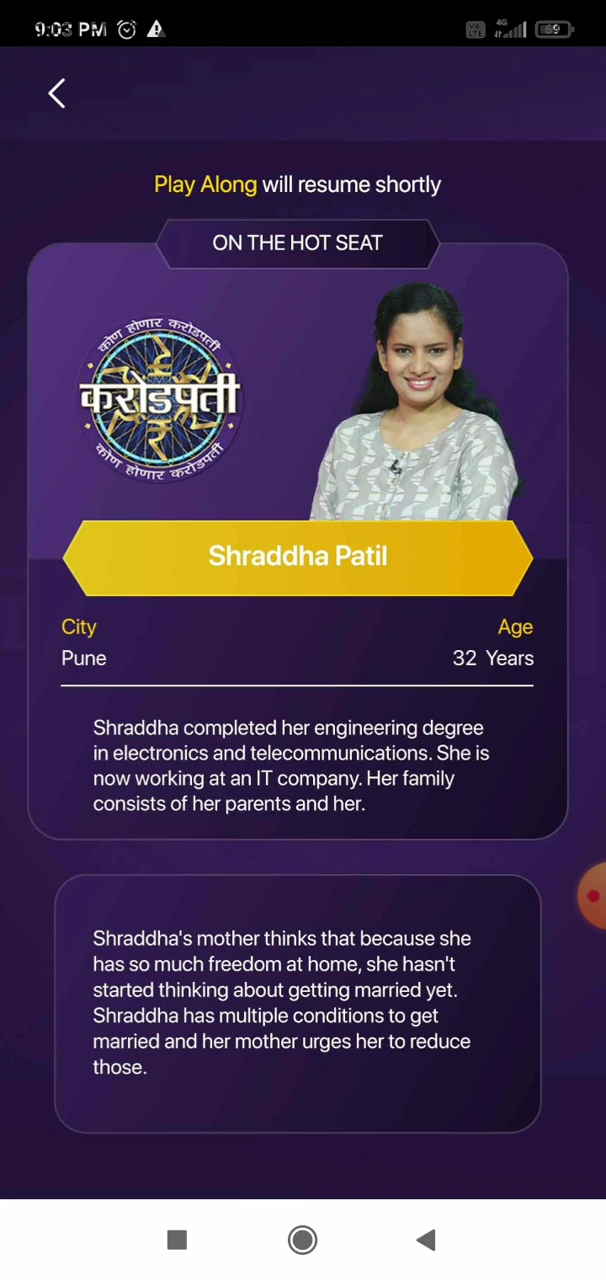 9:03 PM
Vo
LTE
4G
69
Play Along will resume shortly
ON THE HOT SEAT
कोण होणार करोडपती
करोडपती
कोण होणार करोडपती
Shraddha Patil
City
Age
Pune
32 Years
Shraddha completed her engineering degree
in electronics and telecommunications. She is
now working at an IT company. Her family
consists of her parents and her.
Shraddha's mother thinks that because she
has so much freedom at home, she hasn't
started thinking about getting married yet.
Shraddha has multiple conditions to get
married and her mother urges her to reduce
those.